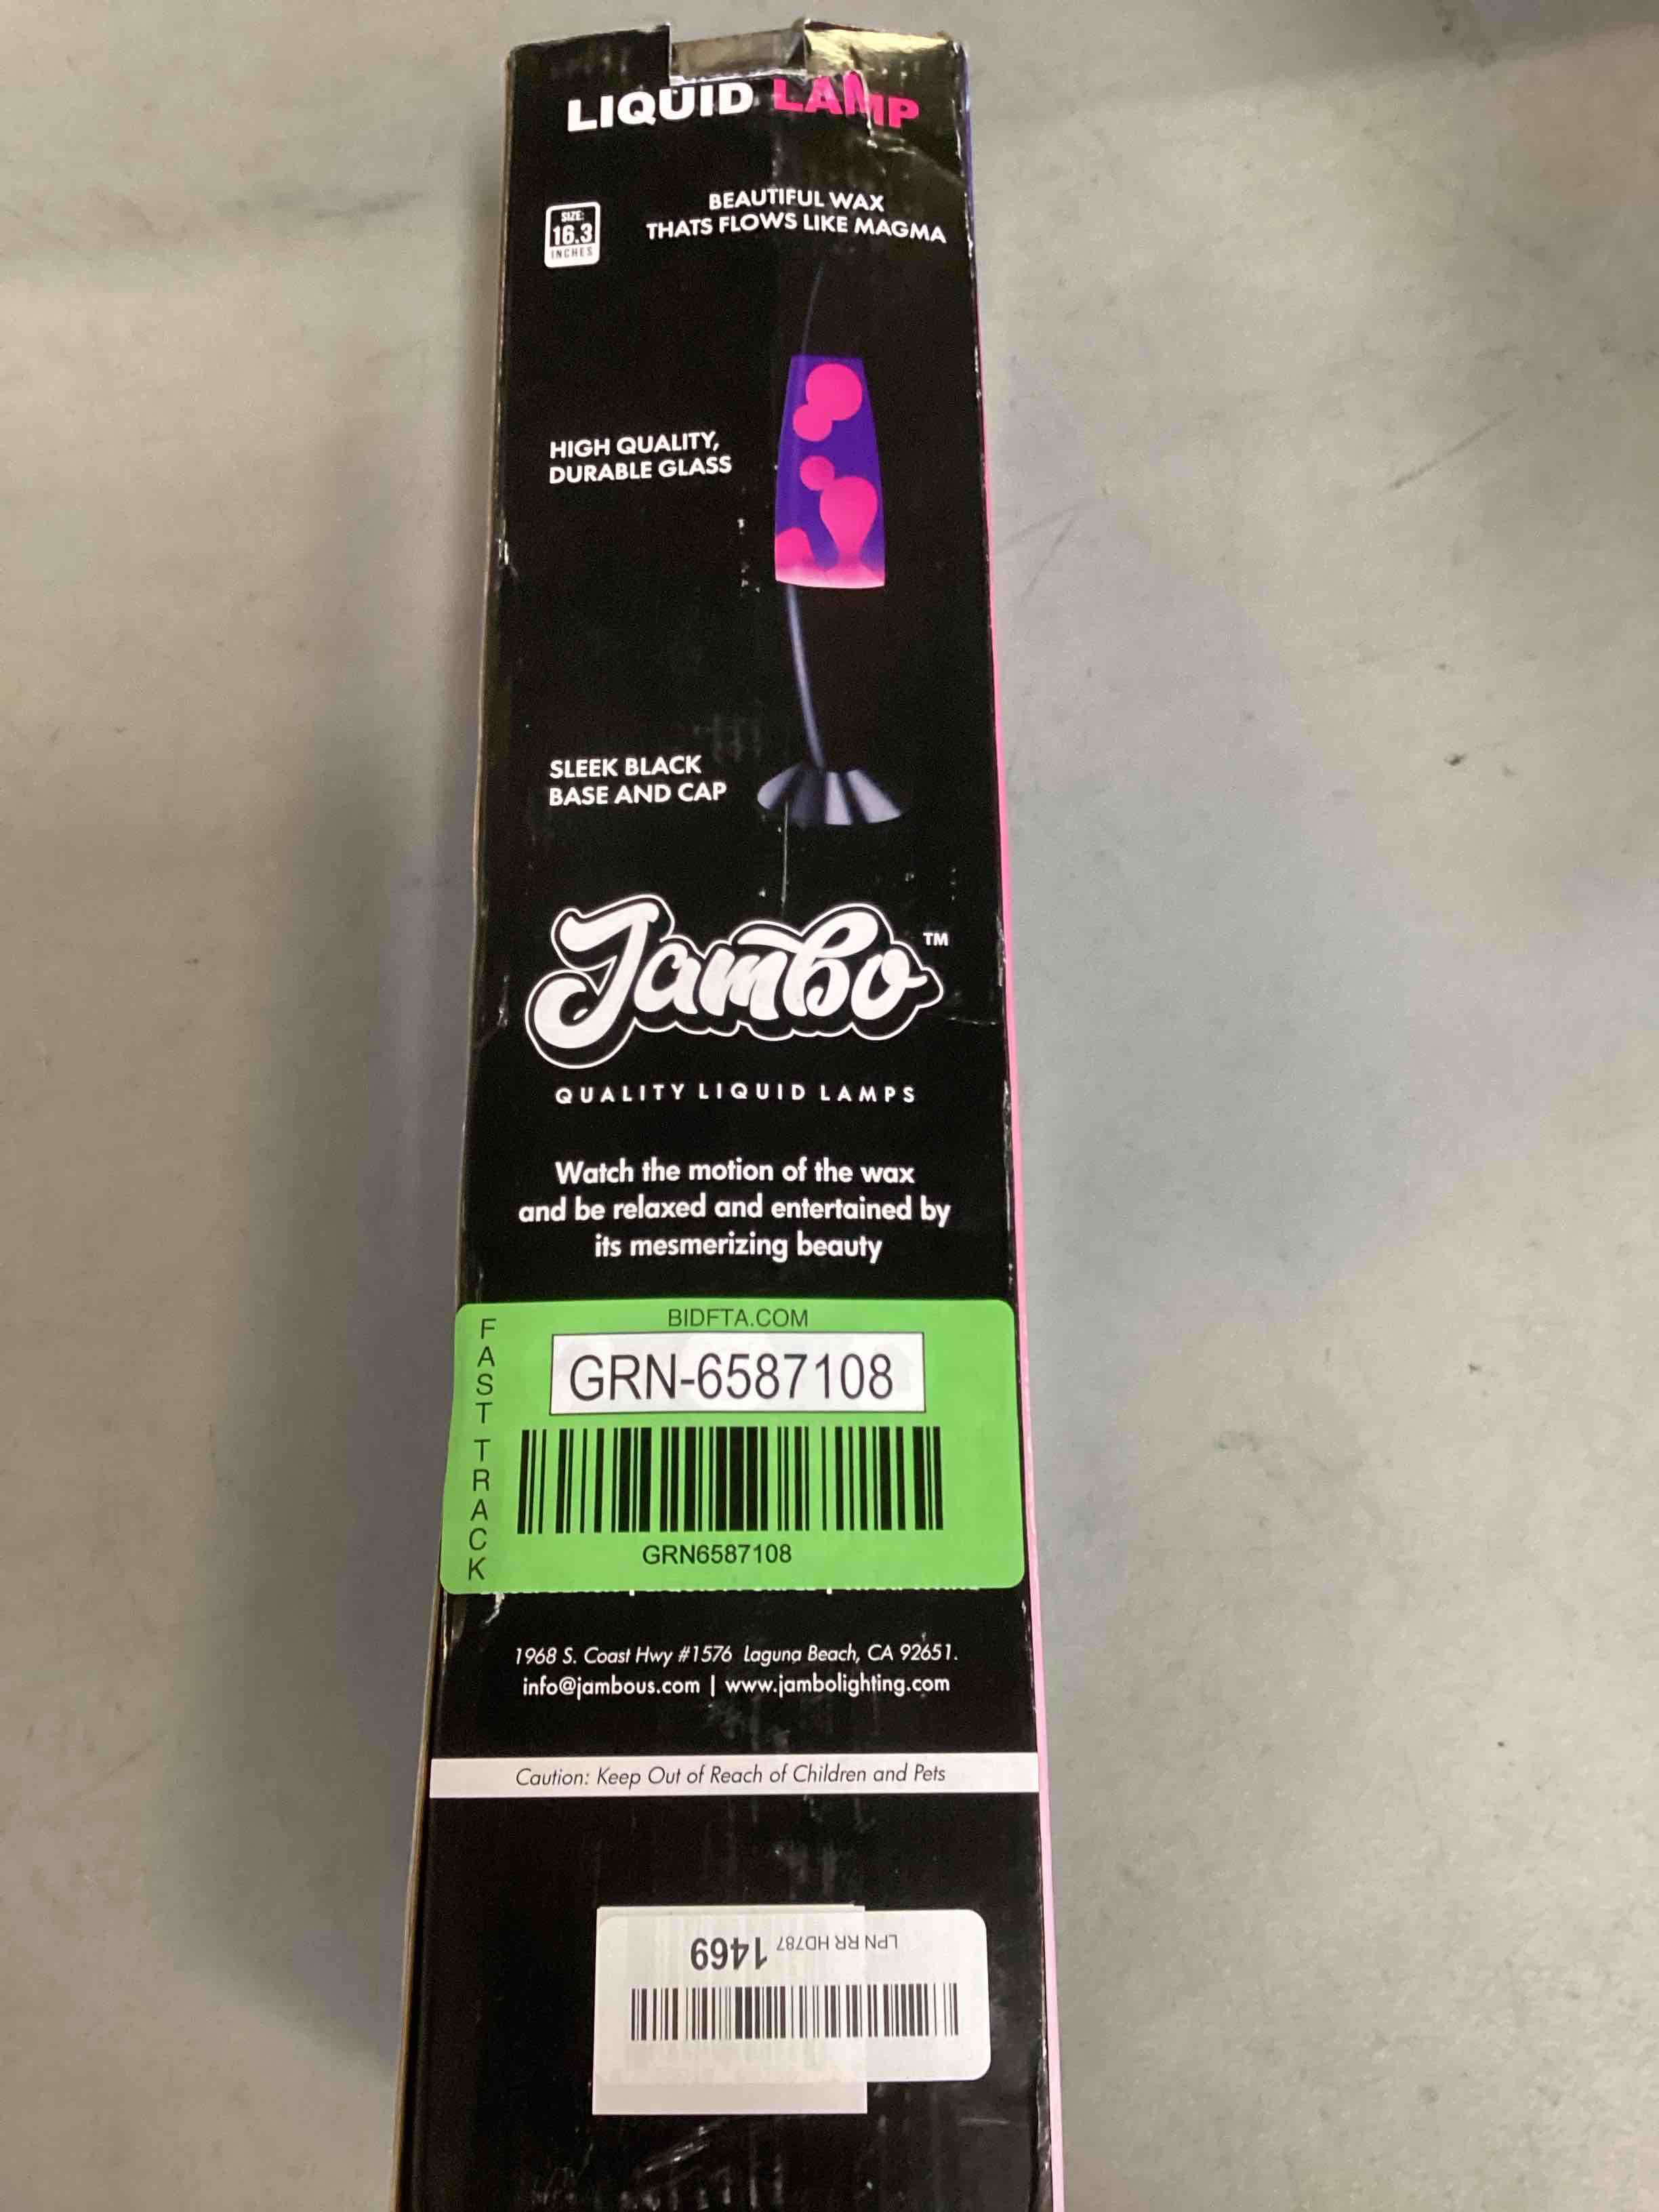 LIQUID LAMP
SIZE:
16.3
INCHES
BEAUTIFUL WAX
THATS FLOWS LIKE MAGMA
HIGH QUALITY,
DURABLE GLASS
SLEEK BLACK
BASE AND CAP
Jambo™
QUALITY LIQUID LAMPS
Watch the motion of the wax
and be relaxed and entertained by
its mesmerizing beauty
FAST TRACK
BIDFTA.COM
GRN-6587108
GRN6587108
1968 S. Coast Hwy #1576 Laguna Beach, CA 92651.
info@jambous.com | www.jambolighting.com
Caution: Keep Out of Reach of Children and Pets
LPN RR HD787 1469